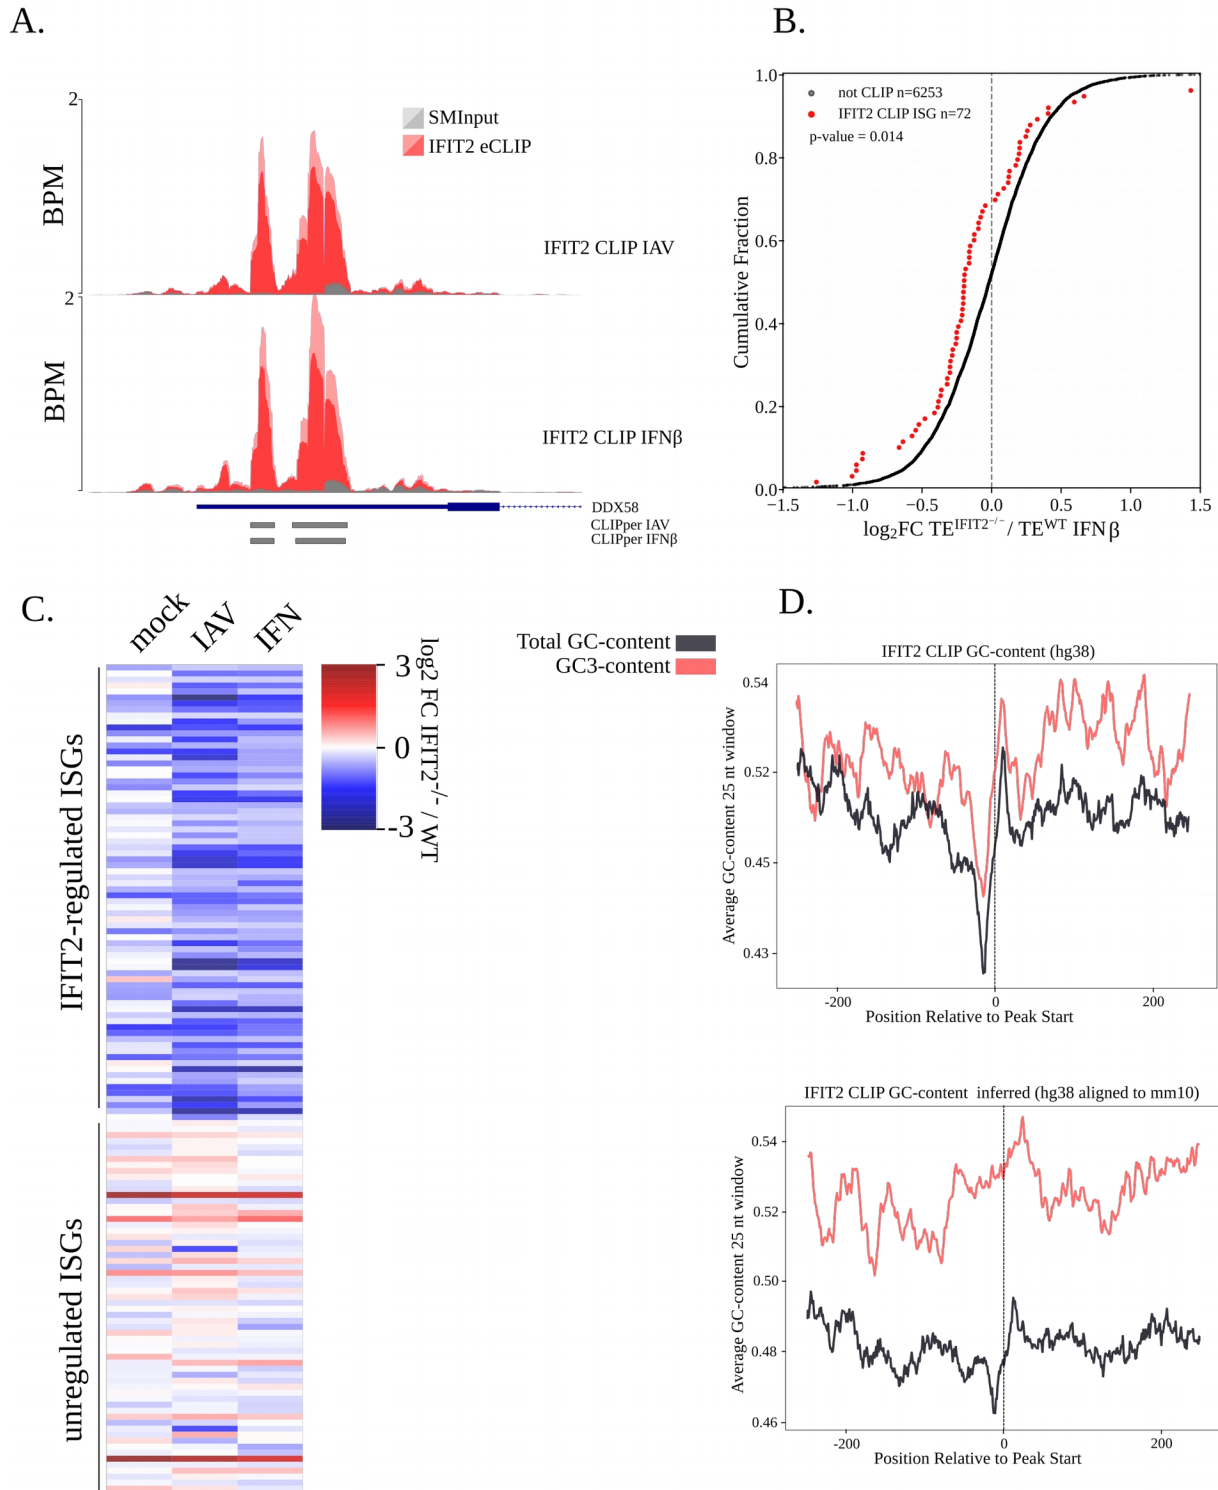 A.
2
BPM
SMInput
IFIT2 eCLIP
IFIT2 CLIP IAV
2
BPM
IFIT2 CLIP IFNβ
DDX58
CLIPper IAV
CLIPper IFNβ
B.
1.0
0.8
0.6
0.4
0.2
0.0
Cumulative Fraction
not CLIP n=6253
IFIT2 CLIP ISG n=72
p-value = 0.014
−1.5 −1.0 −0.5 0.0 0.5 1.0 1.5
log₂FC TE^IFIT2⁻/⁻ / TE^WT IFNβ
C.
mock IAV IFN
3
0
-3
log2 FC IFIT2-/- / WT
IFIT2-regulated ISGs
unregulated ISGs
D.
Total GC-content
GC3-content
IFIT2 CLIP GC-content (hg38)
0.54
0.52
0.45
0.43
Average GC-content 25 nt window
-200 0 200
Position Relative to Peak Start
IFIT2 CLIP GC-content inferred (hg38 aligned to mm10)
0.54
0.52
0.50
0.48
0.46
Average GC-content 25 nt window
-200 0 200
Position Relative to Peak Start